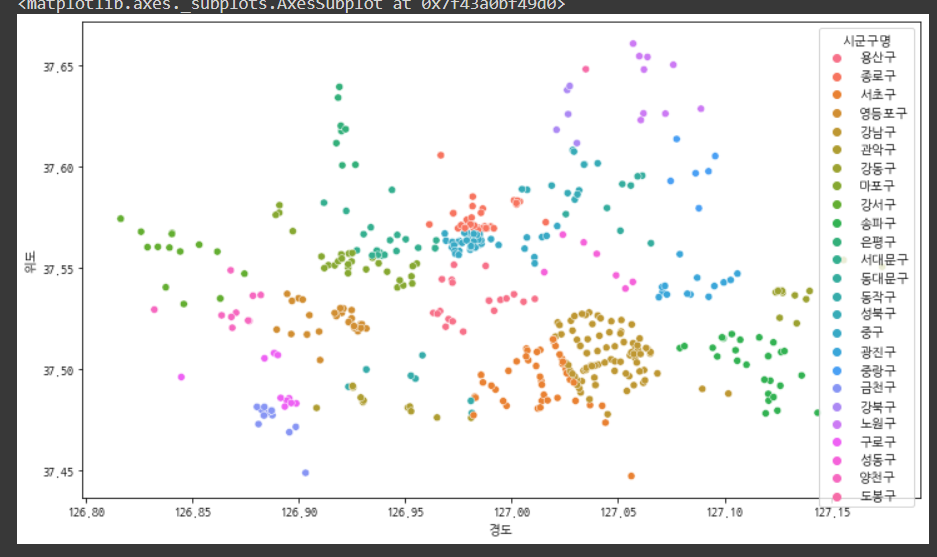 <matplotlib.axes._subplots.AxesSubplot at 0x7f43a0bf49d0>
시군구명
용산구
종로구
서초구
영등포구
강남구
관악구
강동구
마포구
강서구
송파구
은평구
서대문구
동대문구
동작구
성북구
중구
광진구
중랑구
금천구
강북구
노원구
구로구
성동구
양천구
도봉구
37.65
37.60
37.55
37.50
37.45
위도
126.80
126.85
126.90
126.95
127.00
127.05
127.10
127.15
경도